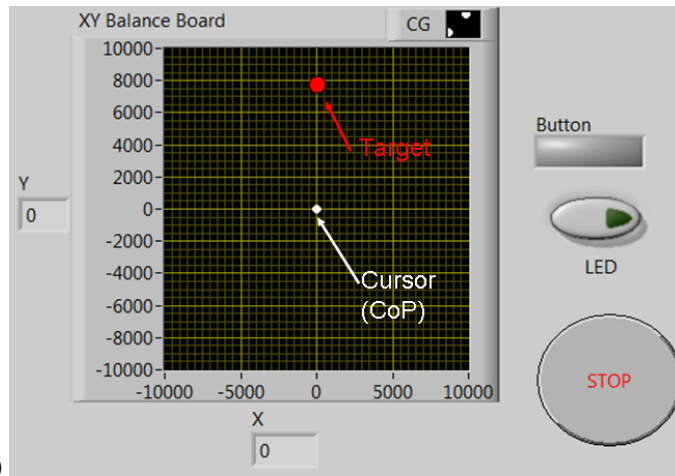 XY Balance Board
CG
10000
8000
6000
4000
2000
0
-2000
-4000
-6000
-8000
-10000
-10000 -5000 0 5000 10000
Target
Cursor
(CoP)
Y
0
X
0
Button
LED
STOP
)